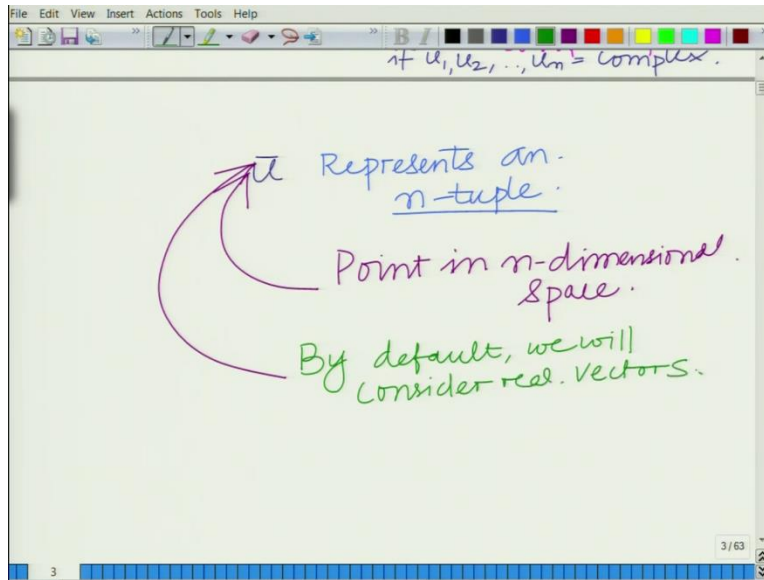 File Edit View Insert Actions Tools Help
B I
if u₁,u₂, .., uₙ = complex.
ū Represents an.
n-tuple.
Point in n-dimensional.
space.
By default, we will
consider real. vectors.
3/63
3